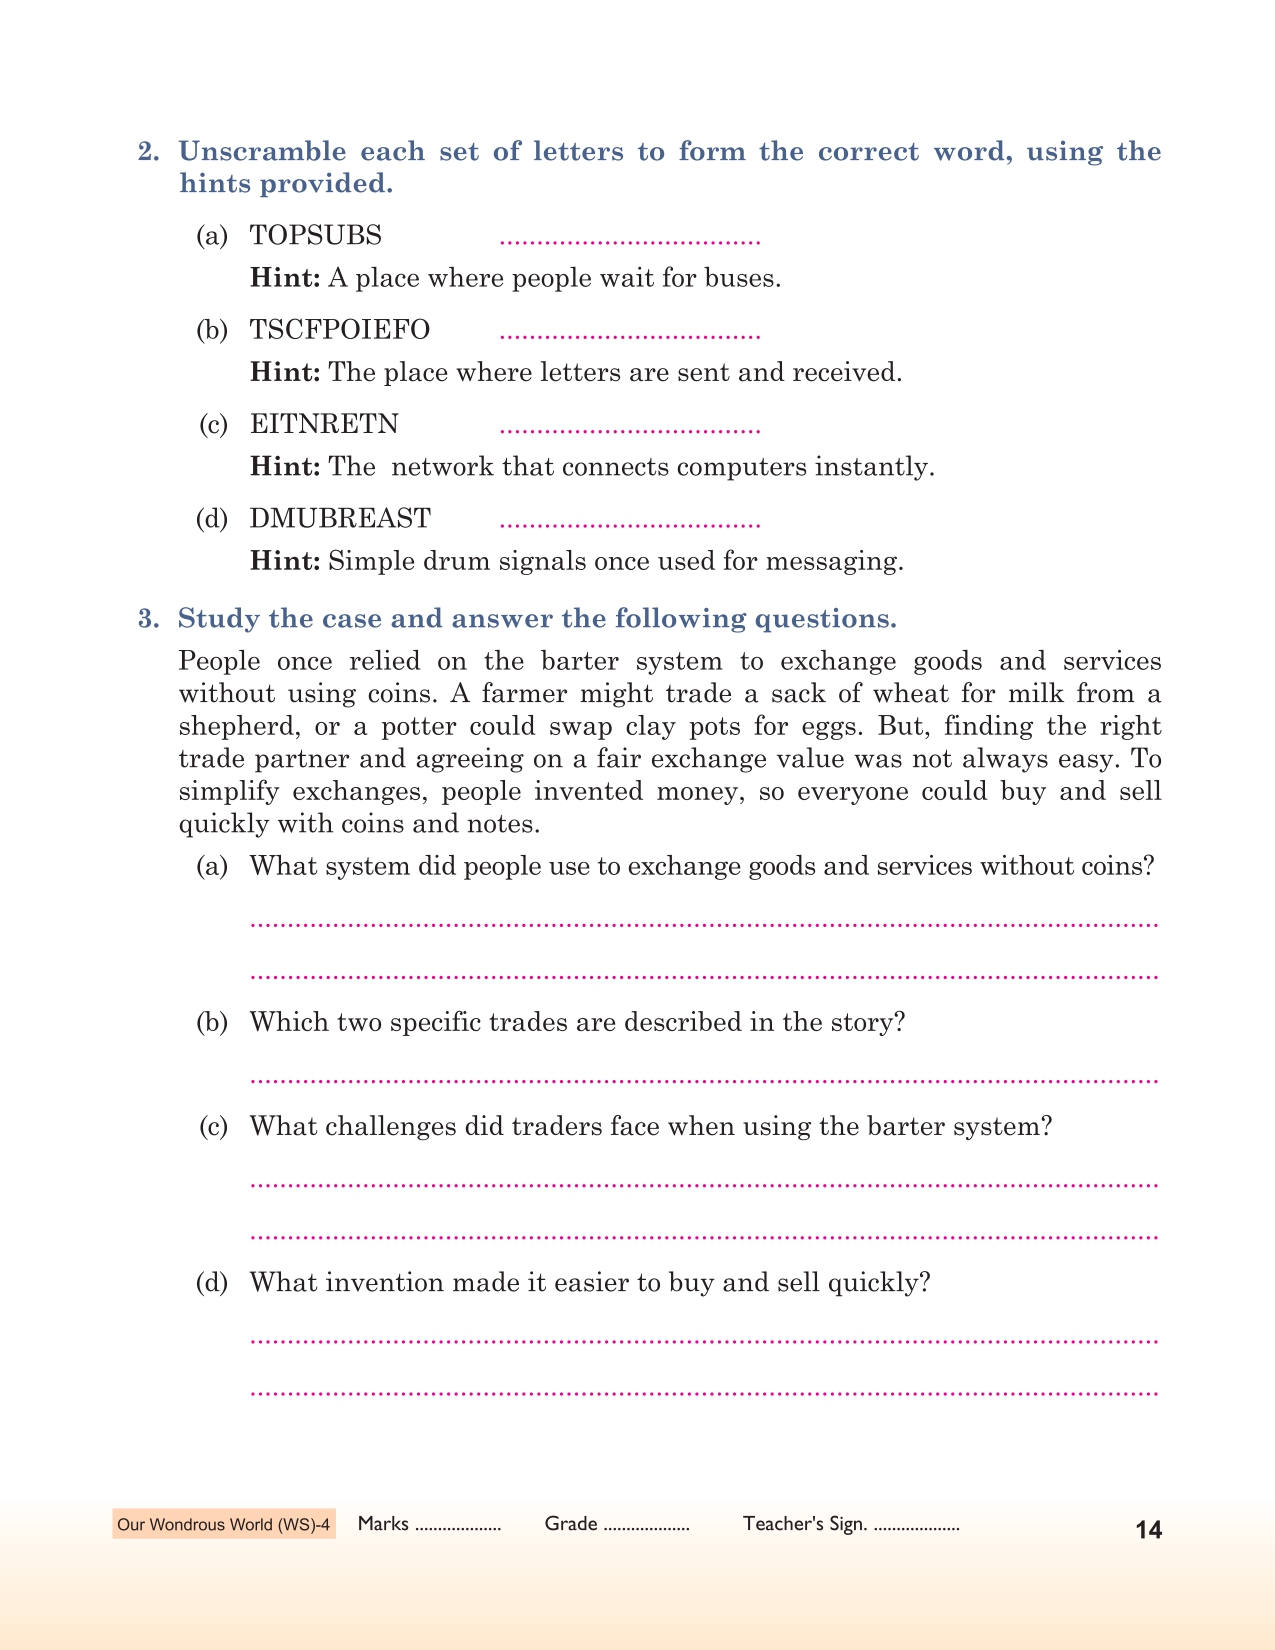 2. Unscramble each set of letters to form the correct word, using the
hints provided.
(a) TOPSUBS ...................................
Hint: A place where people wait for buses.
(b) TSCFPOIEFO ...................................
Hint: The place where letters are sent and received.
(c) EITNRETN ...................................
Hint: The network that connects computers instantly.
(d) DMUBREAST ...................................
Hint: Simple drum signals once used for messaging.
3. Study the case and answer the following questions.
People once relied on the barter system to exchange goods and services
without using coins. A farmer might trade a sack of wheat for milk from a
shepherd, or a potter could swap clay pots for eggs. But, finding the right
trade partner and agreeing on a fair exchange value was not always easy. To
simplify exchanges, people invented money, so everyone could buy and sell
quickly with coins and notes.
(a) What system did people use to exchange goods and services without coins?
(b) Which two specific trades are described in the story?
(c) What challenges did traders face when using the barter system?
(d) What invention made it easier to buy and sell quickly?
Our Wondrous World (WS)-4 Marks ................... Grade ................... Teacher's Sign. ................... 14